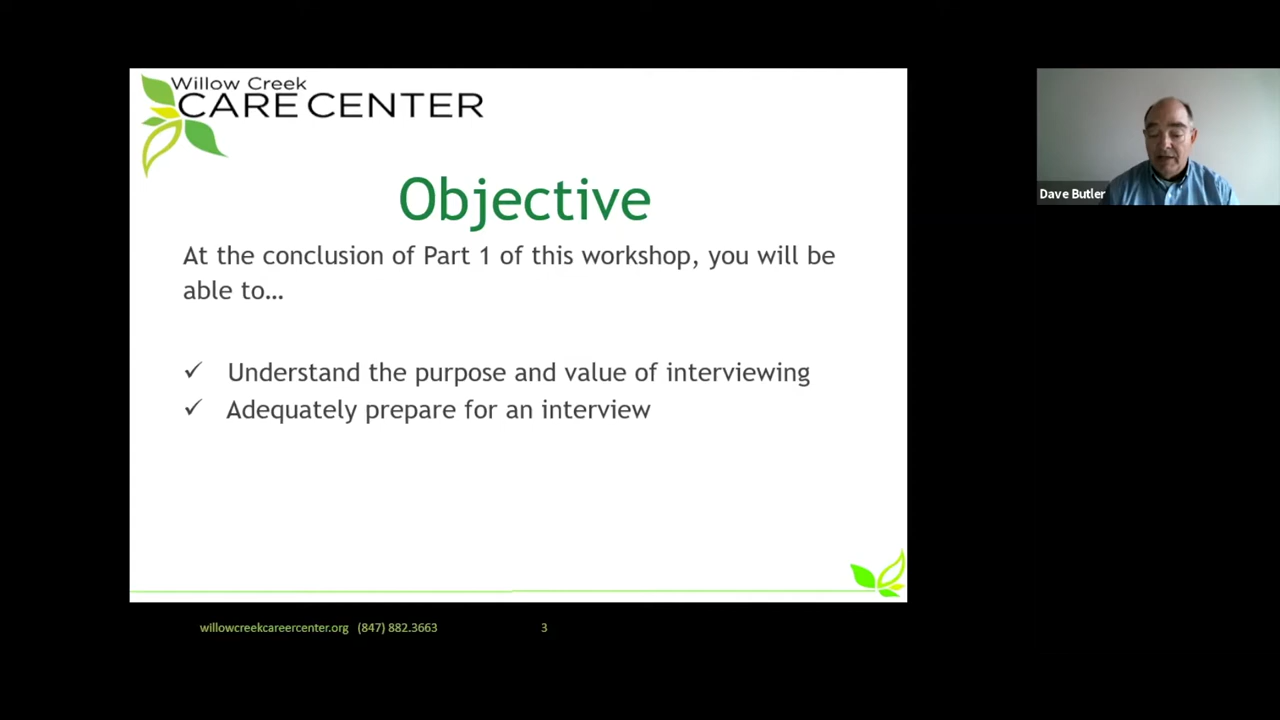 Willow Creek
CARE CENTER
Objective
At the conclusion of Part 1 of this workshop, you will be
able to…
✓ Understand the purpose and value of interviewing
✓ Adequately prepare for an interview
Dave Butler
willowcreekcareercenter.org (847) 882.3663 3